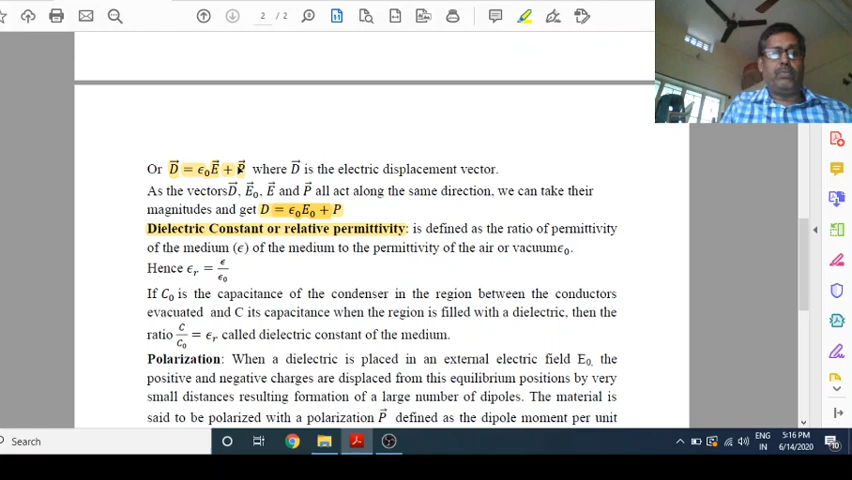 2 / 2
Or D⃗ = ϵ₀E⃗ + P⃗ where D⃗ is the electric displacement vector.
As the vectorsD⃗, E⃗₀, E⃗ and P⃗ all act along the same direction, we can take their
magnitudes and get D = ϵ₀E₀ + P
Dielectric Constant or relative permittivity: is defined as the ratio of permittivity
of the medium (ϵ) of the medium to the permittivity of the air or vacuumϵ₀.
Hence ϵᵣ = ϵ/ϵ₀
If C₀ is the capacitance of the condenser in the region between the conductors
evacuated and C its capacitance when the region is filled with a dielectric, then the
ratio C/C₀ = ϵᵣ called dielectric constant of the medium.
Polarization: When a dielectric is placed in an external electric field E₀, the
positive and negative charges are displaced from this equilibrium positions by very
small distances resulting formation of a large number of dipoles. The material is
said to be polarized with a polarization P⃗ defined as the dipole moment per unit
Search
ENG
IN
5:16 PM
6/14/2020